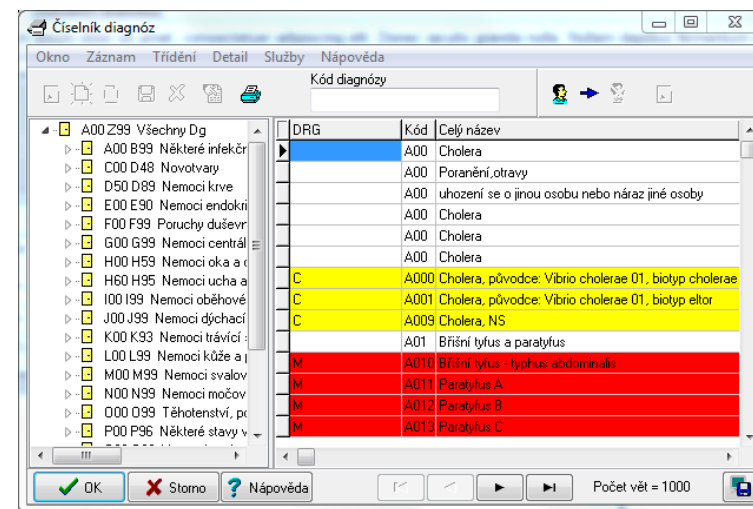 Číselník diagnóz
Okno Záznam Třídění Detail Služby Nápověda
Kód diagnózy
A00 Z99 Všechny Dg
A00 B99 Některé infekčr
C00 D48 Novotvary
D50 D89 Nemoci krve
E00 E90 Nemoci endokri
F00 F99 Poruchy duševr
G00 G99 Nemoci centrál
H00 H59 Nemoci oka a
H60 H95 Nemoci ucha a
I00 I99 Nemoci oběhové
J00 J99 Nemoci dýchací
K00 K93 Nemoci trávící
L00 L99 Nemoci kůže a
M00 M99 Nemoci svalov
N00 N99 Nemoci močov
O00 O99 Těhotenství, po
P00 P96 Některé stavy v
DRG Kód Celý název
A00 Cholera
A00 Poranění,otravy
A00 uhození se o jinou osobu nebo náraz jiné osoby
A00 Cholera
A00 Cholera
A00 Cholera
C A000 Cholera, původce: Vibrio cholerae 01, biotyp cholerae
C A001 Cholera, původce: Vibrio cholerae 01, biotyp eltor
C A009 Cholera, NS
A01 Břišní tyfus a paratyfus
M A010 Břišní tyfus - typhus abdominalis
M A011 Paratyfus A
M A012 Paratyfus B
M A013 Paratyfus C
OK Storno Nápověda Počet vět = 1000